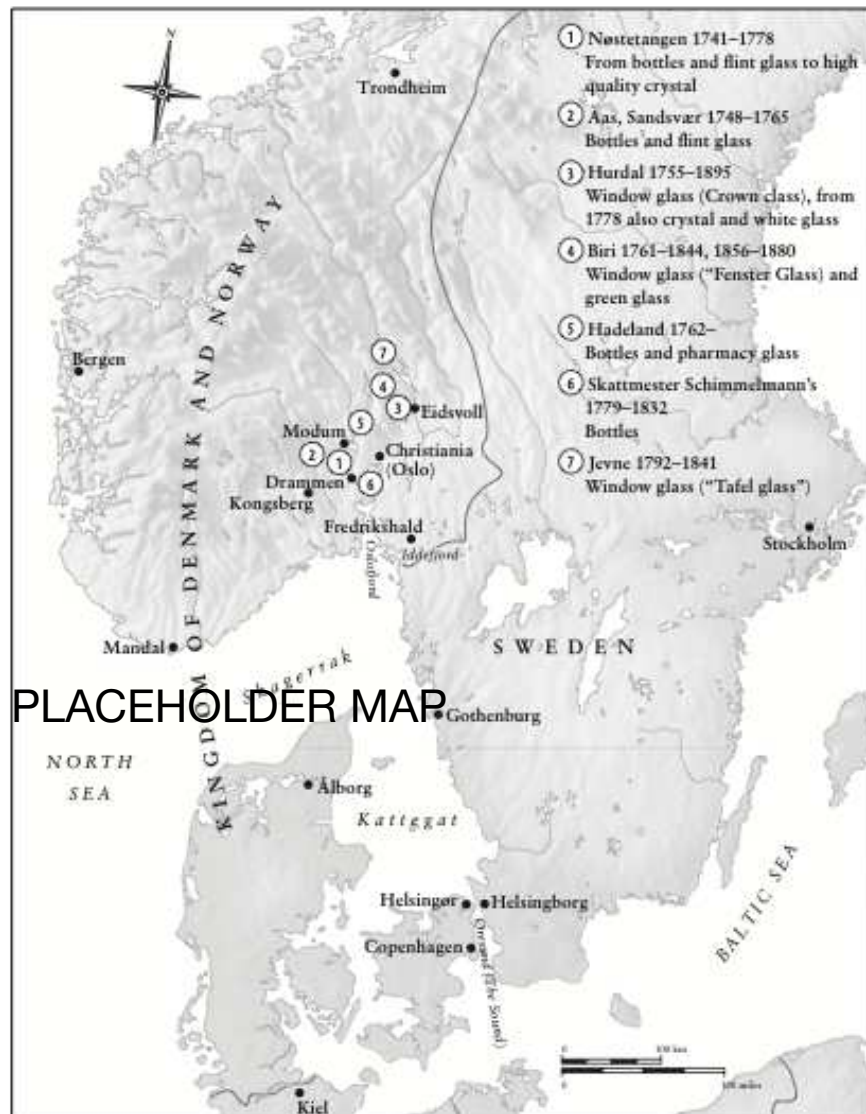 N
① Nøstetangen 1741–1778
From bottles and flint glass to high
quality crystal
② Aas, Sandsvær 1748–1765
Bottles and flint glass
③ Hurdal 1755–1895
Window glass (Crown class), from
1778 also crystal and white glass
④ Biri 1761–1844, 1856–1880
Window glass (“Fenster Glass) and
green glass
⑤ Hadeland 1762–
Bottles and pharmacy glass
⑥ Skattmester Schimmelmann's
1779–1832
Bottles
⑦ Jevne 1792–1841
Window glass (“Tafel glass”)
Trondheim
KINGDOM OF DENMARK AND NORWAY
Bergen
⑦
④
③
Eidsvoll
⑤
Modum
②
①
Christiania
(Oslo)
Drammen
⑥
Kongsberg
Fredrikshald
Iddefjord
Oslofjord
Stockholm
Mandal
SWEDEN
Skagerrak
PLACEHOLDER MAP
Gothenburg
NORTH
SEA
Ålborg
Kattegat
Helsingør
Helsingborg
Copenhagen
Øresund (The Sound)
BALTIC SEA
0 100 km
0 100 miles
Kiel